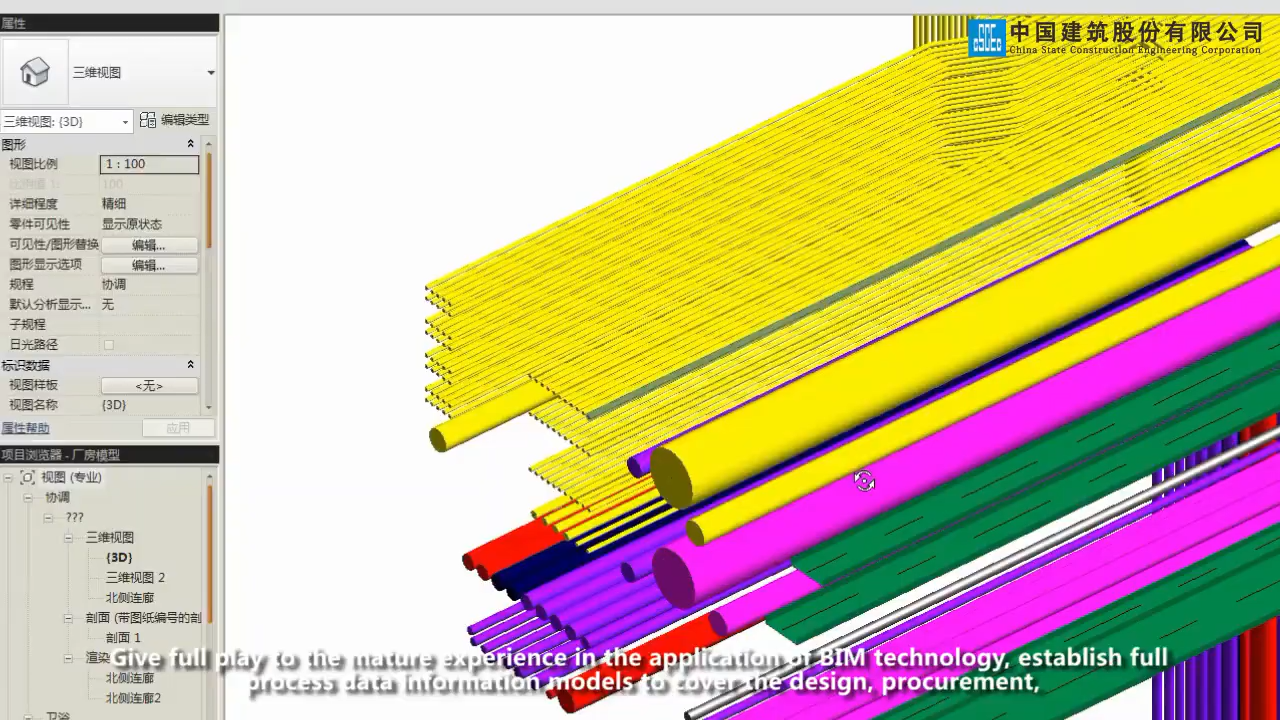 属性
中国建筑股份有限公司
China State Construction Engineering Corporation
三维视图
三维视图: {3D}
编辑类型
图形
视图比例 1 : 100
比例值 1: 100
详细程度 精细
零件可见性 显示原状态
可见性/图形替换 编辑...
图形显示选项 编辑...
规程 协调
默认分析显示... 无
子规程
日光路径
标识数据
视图样板 <无>
视图名称 {3D}
属性帮助 应用
项目浏览器 - 厂房模型
视图 (专业)
协调
???
三维视图
{3D}
三维视图 2
北侧连廊
剖面 (带图纸编号的剖
剖面 1
渲染
北侧连廊
北侧连廊2
卫浴
Give full play to the mature experience in the application of BIM technology, establish full
process data information models to cover the design, procurement,